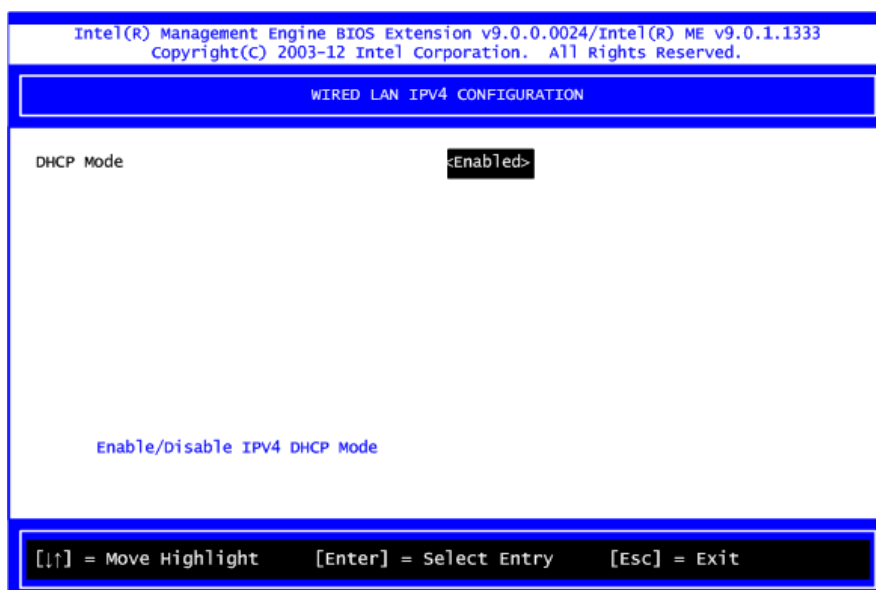 Intel(R) Management Engine BIOS Extension v9.0.0.0024/Intel(R) ME v9.0.1.1333
Copyright(C) 2003-12 Intel Corporation. All Rights Reserved.
WIRED LAN IPV4 CONFIGURATION
DHCP Mode <Enabled>
Enable/Disable IPV4 DHCP Mode
[↓↑] = Move Highlight [Enter] = Select Entry [Esc] = Exit